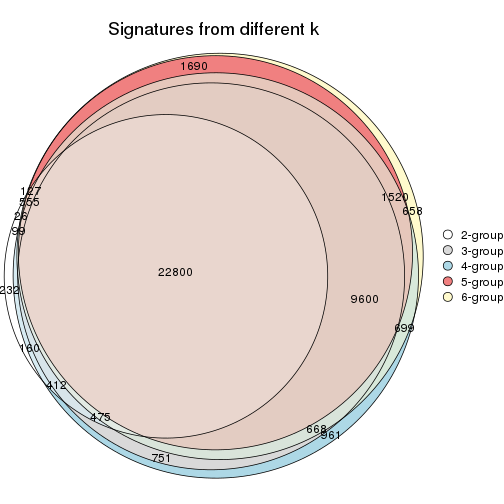 Signatures from different k
1690
127
555
26
99
232
160
412
475
751
22800
9600
1520
658
699
668
961
2-group
3-group
4-group
5-group
6-group